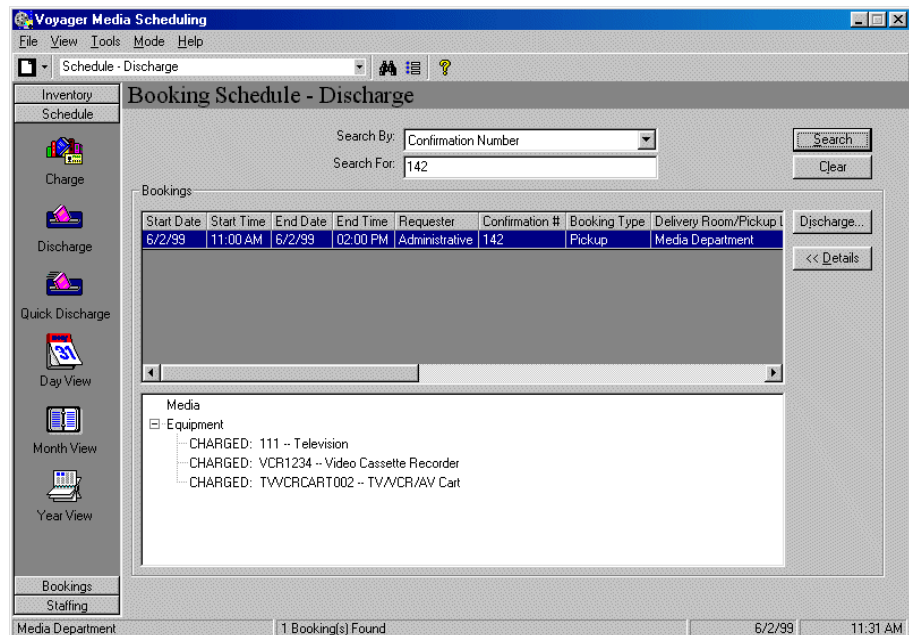 Voyager Media Scheduling
File View Tools Mode Help
Schedule - Discharge
Inventory
Schedule
Charge
Discharge
Quick Discharge
31
Day View
Month View
Year View
Bookings
Staffing
Booking Schedule - Discharge
Search By: Confirmation Number
Search For: 142
Search
Clear
Bookings
Start Date Start Time End Date End Time Requester Confirmation # Booking Type Delivery Room/Pickup L
6/2/99 11:00 AM 6/2/99 02:00 PM Administrative 142 Pickup Media Department
Discharge...
<< Details
Media
Equipment
CHARGED: 111 -- Television
CHARGED: VCR1234 -- Video Cassette Recorder
CHARGED: TVVCRCART002 -- TV/VCR/AV Cart
Media Department 1 Booking(s) Found 6/2/99 11:31 AM